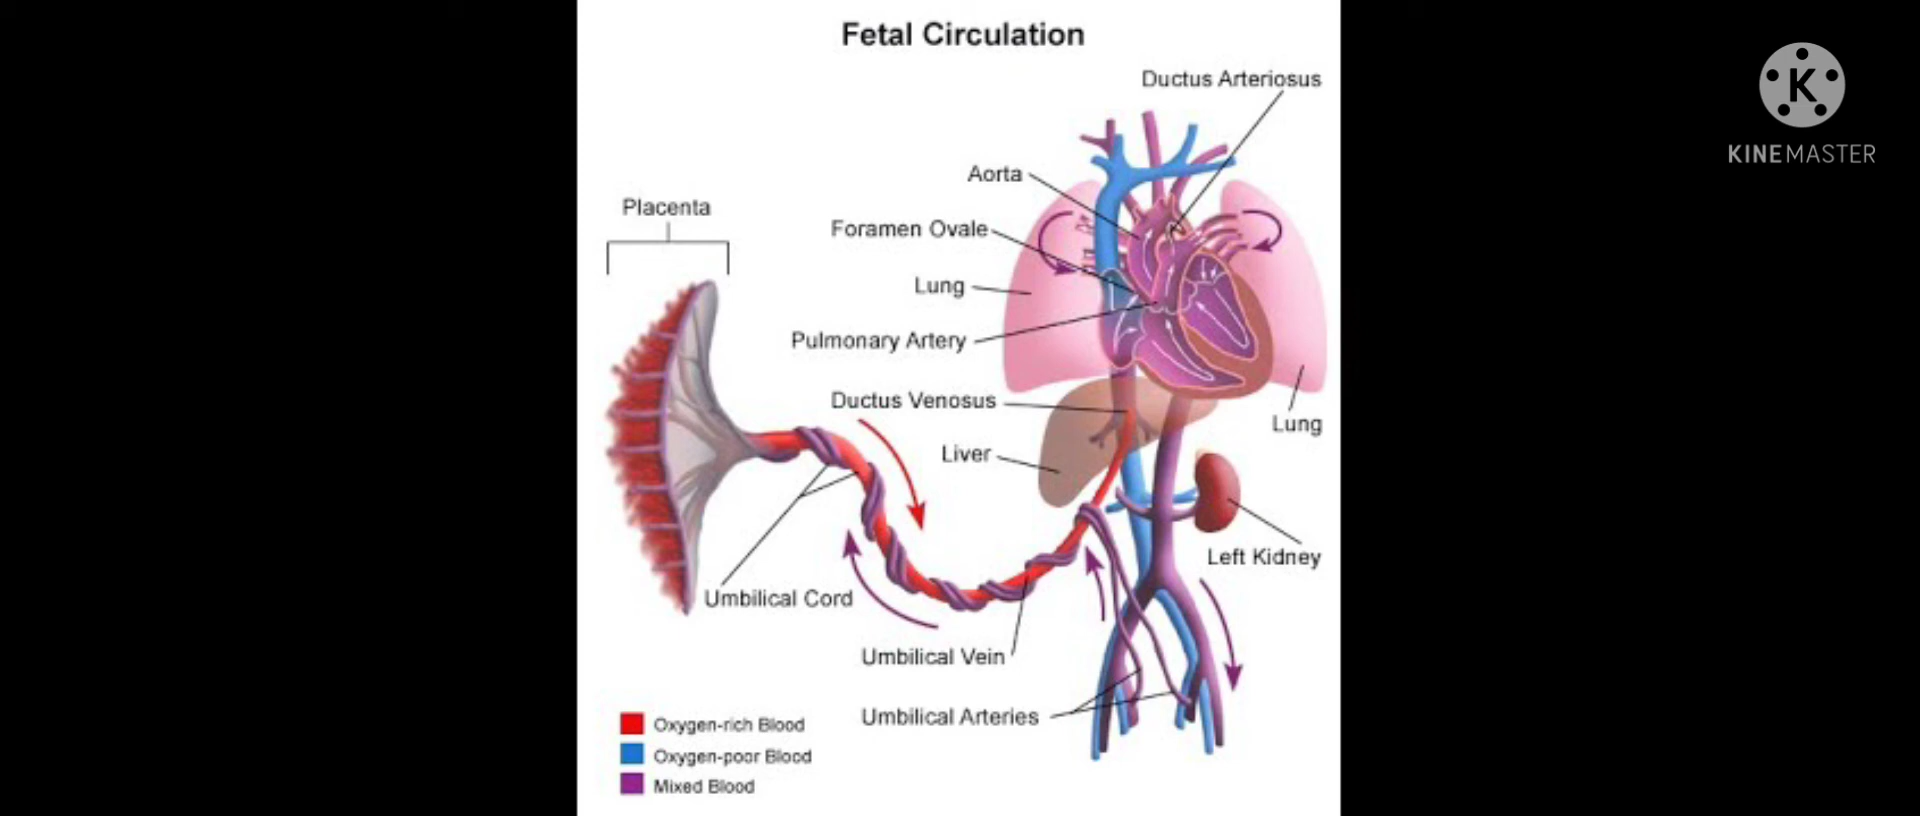 Fetal Circulation
Ductus Arteriosus
Aorta
Placenta
Foramen Ovale
Lung
Pulmonary Artery
Ductus Venosus
Lung
Liver
Left Kidney
Umbilical Cord
Umbilical Vein
Umbilical Arteries
Oxygen-rich Blood
Oxygen-poor Blood
Mixed Blood
K
KINEMASTER